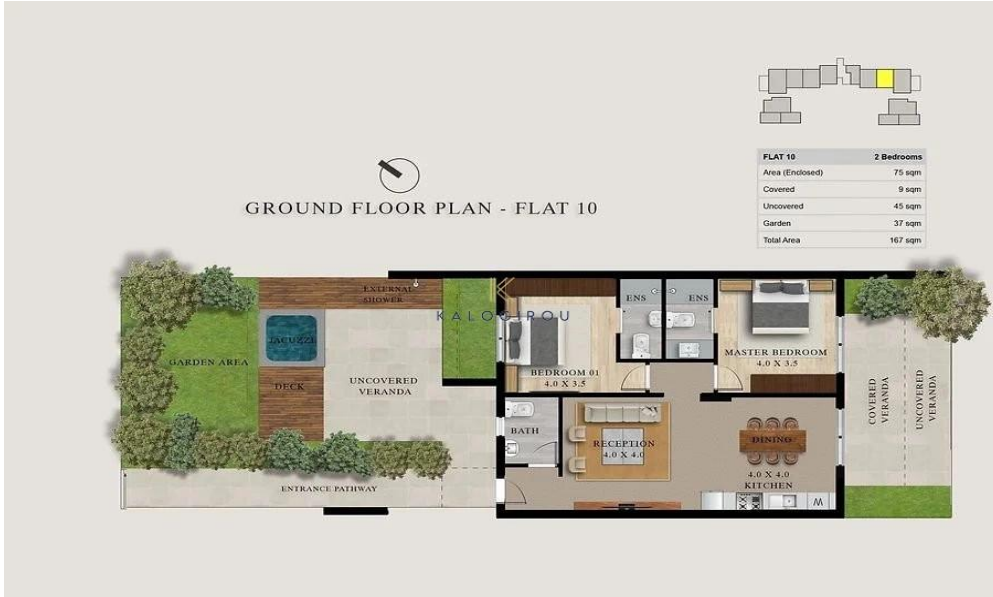 GROUND FLOOR PLAN - FLAT 10
FLAT 10 2 Bedrooms
Area (Enclosed) 75 sqm
Covered 9 sqm
Uncovered 45 sqm
Garden 37 sqm
Total Area 167 sqm
EXTERNAL
SHOWER
KALOGIROU
GARDEN AREA
JACUZZI
DECK
UNCOVERED
VERANDA
ENTRANCE PATHWAY
BEDROOM 01
4.0 X 3.5
ENS
ENS
MASTER BEDROOM
4.0 X 3.5
BATH
RECEPTION
4.0 X 4.0
DINING
4.0 X 4.0
KITCHEN
W
COVERED
VERANDA
UNCOVERED
VERANDA